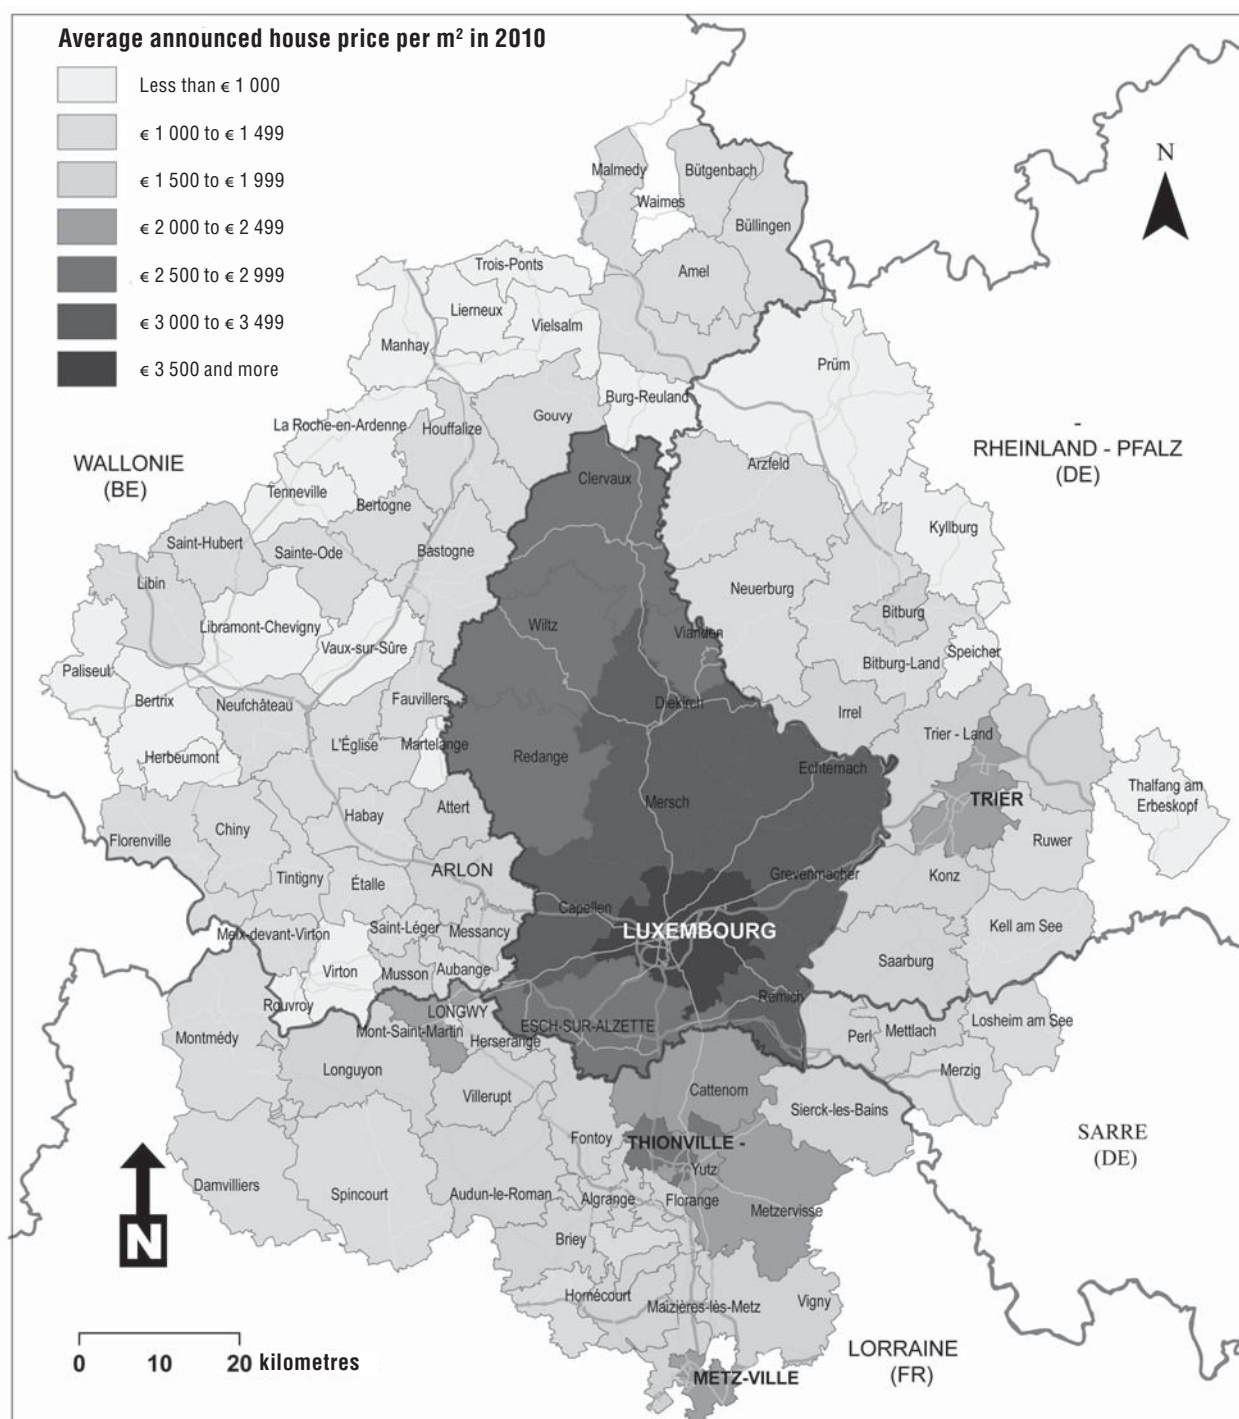 Average announced house price per m² in 2010
Less than € 1 000
€ 1 000 to € 1 499
€ 1 500 to € 1 999
€ 2 000 to € 2 499
€ 2 500 to € 2 999
€ 3 000 to € 3 499
€ 3 500 and more
N
Malmedy
Bütgenbach
Waimes
Büllingen
Amel
Trois-Ponts
Lierneux
Vielsalm
Manhay
Prüm
Burg-Reuland
Gouvy
La Roche-en-Ardenne
Houffalize
-
RHEINLAND - PFALZ
(DE)
WALLONIE
(BE)
Arzfeld
Clervaux
Tenneville
Bertogne
Kyllburg
Saint-Hubert
Sainte-Ode
Bastogne
Libin
Neuerburg
Bitburg
Libramont-Chevigny
Wiltz
Vianden
Vaux-sur-Sûre
Speicher
Bitburg-Land
Paliseul
Bertrix
Neufchâteau
Fauvillers
Diekirch
Irrel
Trier - Land
L'Église
Martelange
Herbeumont
Redange
Echternach
Thalfang am
Erbeskopf
TRIER
Mersch
Attert
Habay
Chiny
Florenville
Ruwer
ARLON
Tintigny
Étalle
Grevenmacher
Konz
Capellen
Saint-Léger
Messancy
LUXEMBOURG
Meix-devant-Virton
Kell am See
Saarburg
Virton
Musson
Aubange
Remich
Rouvroy
LONGWY
Mont-Saint-Martin
ESCH-SUR-ALZETTE
Losheim am See
Montmédy
Herserange
Perl
Mettlach
Longuyon
Merzig
Villerupt
Cattenom
Sierck-les-Bains
Fontoy
THIONVILLE -
SARRE
(DE)
Yutz
Damvilliers
Spincourt
Audun-le-Roman
Algrange
Florange
Metzervisse
Briey
N
Homécourt
Maizières-lès-Metz
Vigny
LORRAINE
(FR)
METZ-VILLE
0 10 20 kilometres